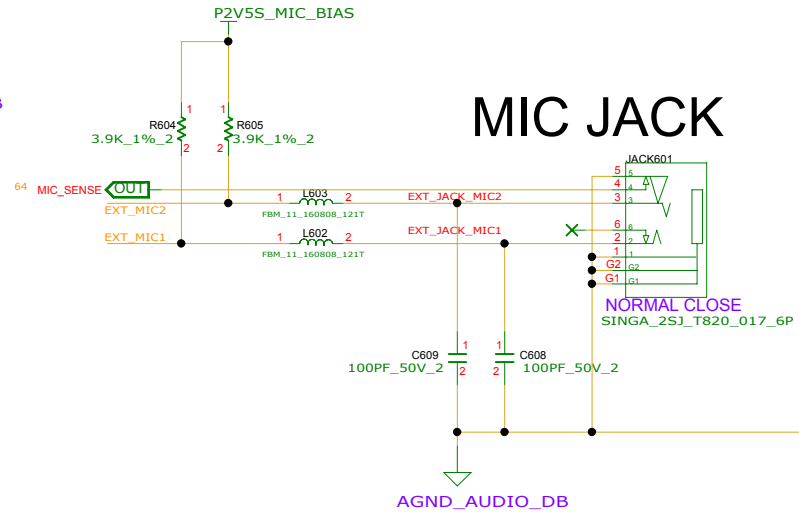 P2V5S_MIC_BIAS
1
1
R604
R605
3.9K_1%_2
3.9K_1%_2
2
2
MIC JACK
JACK601
64
MIC_SENSE
OUT
EXT_MIC2
1
L603
2
FBM_11_160808_121T
EXT_JACK_MIC2
EXT_MIC1
1
L602
2
FBM_11_160808_121T
EXT_JACK_MIC1
5
5
4
4
3
3
6
6
2
2
1
1
G2
G2
G1
G1
NORMAL CLOSE
SINGA_2SJ_T820_017_6P
1
1
C609
C608
100PF_50V_2
100PF_50V_2
2
2
AGND_AUDIO_DB